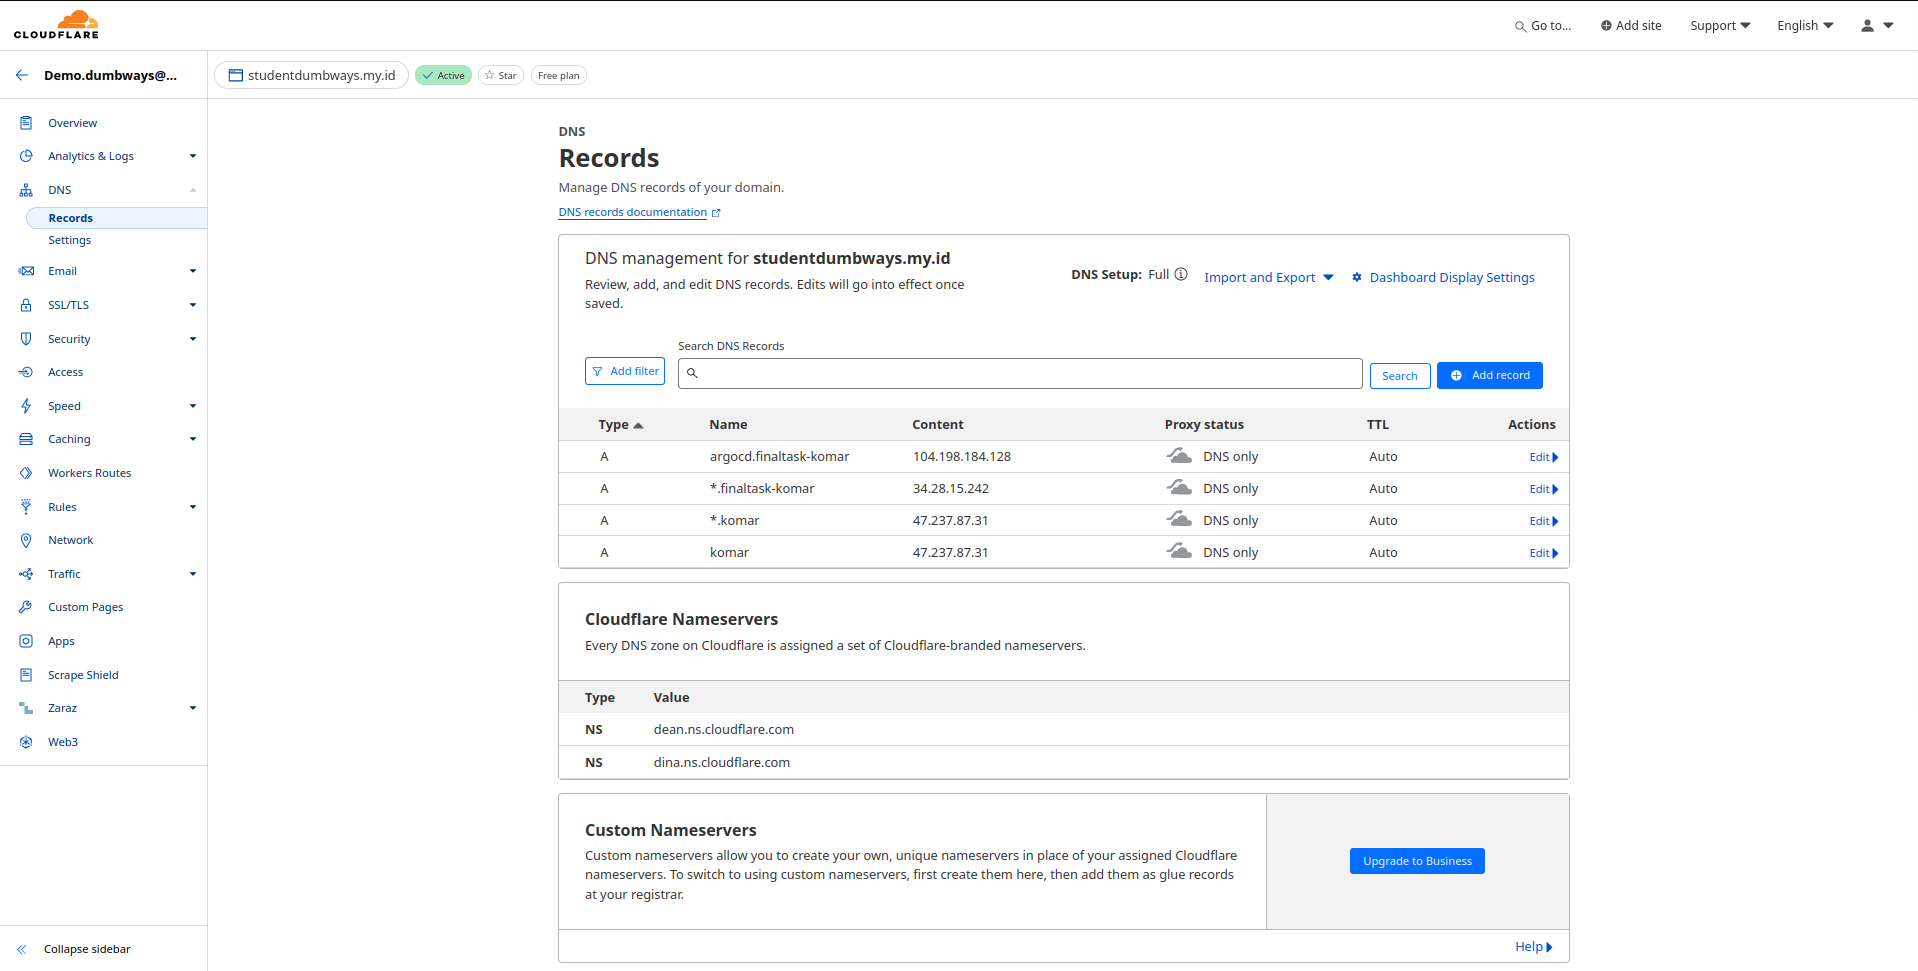 CLOUDFLARE
Go to...
Add site
Support
English
Demo.dumbways@...
studentdumbways.my.id
Active
Star
Free plan
Overview
Analytics & Logs
DNS
Records
Settings
Email
SSL/TLS
Security
Access
Speed
Caching
Workers Routes
Rules
Network
Traffic
Custom Pages
Apps
Scrape Shield
Zaraz
Web3
Collapse sidebar
DNS
Records
Manage DNS records of your domain.
DNS records documentation
DNS management for studentdumbways.my.id
Review, add, and edit DNS records. Edits will go into effect once
saved.
DNS Setup: Full
Import and Export
Dashboard Display Settings
Search DNS Records
Add filter
Search
Add record
Type Name Content Proxy status TTL Actions
A argocd.finaltask-komar 104.198.184.128 DNS only Auto Edit
A *.finaltask-komar 34.28.15.242 DNS only Auto Edit
A *.komar 47.237.87.31 DNS only Auto Edit
A komar 47.237.87.31 DNS only Auto Edit
Cloudflare Nameservers
Every DNS zone on Cloudflare is assigned a set of Cloudflare-branded nameservers.
Type Value
NS dean.ns.cloudflare.com
NS dina.ns.cloudflare.com
Custom Nameservers
Custom nameservers allow you to create your own, unique nameservers in place of your assigned Cloudflare
nameservers. To switch to using custom nameservers, first create them here, then add them as glue records
at your registrar.
Upgrade to Business
Help